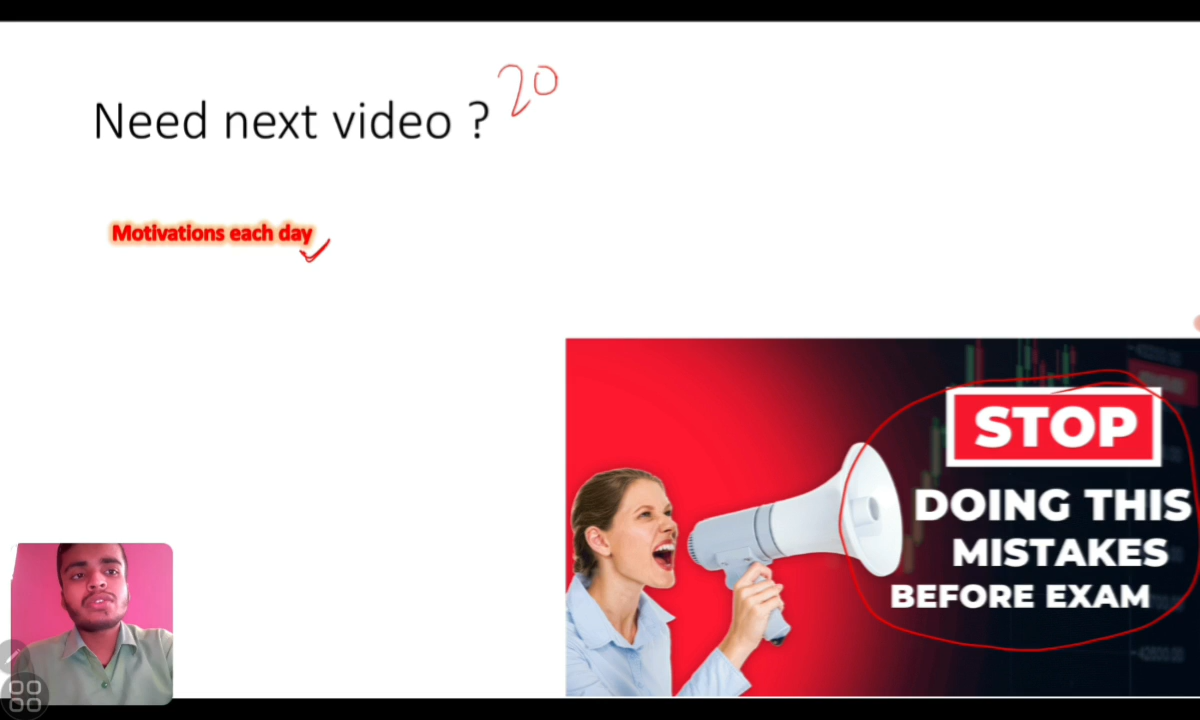 Need next video ? 20
Motivations each day
STOP
DOING THIS
MISTAKES
BEFORE EXAM